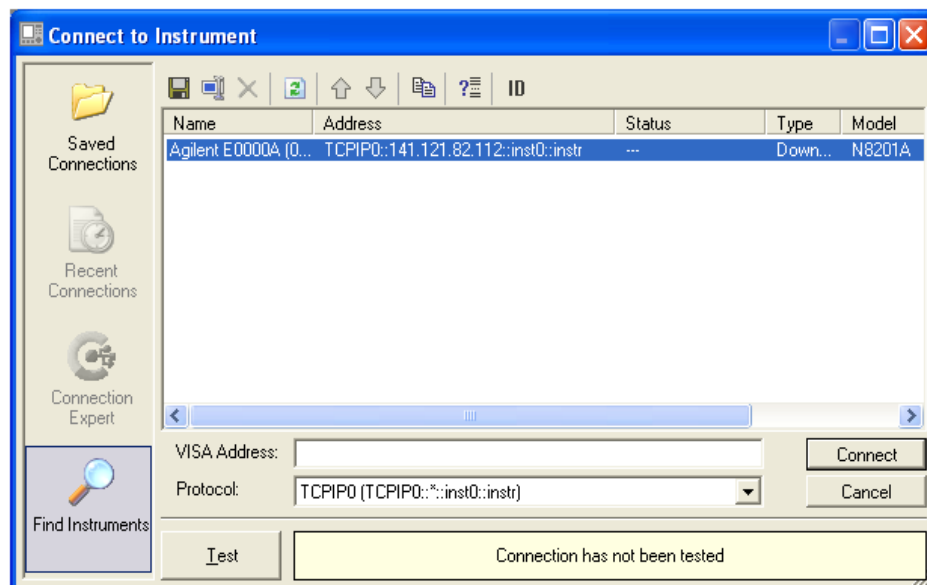 Connect to Instrument
Saved
Connections
Recent
Connections
Connection
Expert
Find Instruments
?
ID
Name Address Status Type Model
Agilent E0000A (0... TCPIP0::141.121.82.112::inst0::instr --- Down... N8201A
VISA Address:
Connect
Protocol: TCPIP0 (TCPIP0::*::inst0::instr)
Cancel
Test
Connection has not been tested